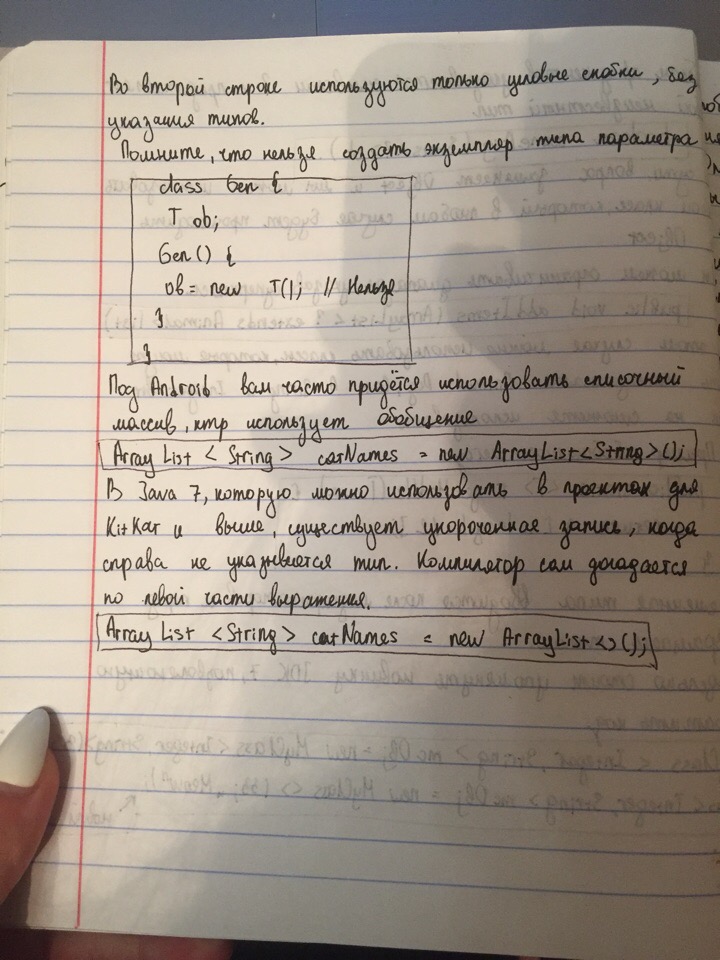 Во второй строке используются только угловые скобки, без
указания типов.
Помните, что нельзя создать экземпляр типа параметра
class Gen {
T ob;
Gen() {
ob = new T(); // Нельзя
}
}
Под Android вам часто придётся использовать списочный
массив, ктр использует обобщение
ArrayList <String> catNames = new ArrayList<String>();
В Java 7, которую можно использовать в проектах для
KitKat и выше, существует укороченная запись, когда
справа не указывается тип. Компилятор сам догадается
по левой части выражения.
ArrayList <String> catNames = new ArrayList<>();